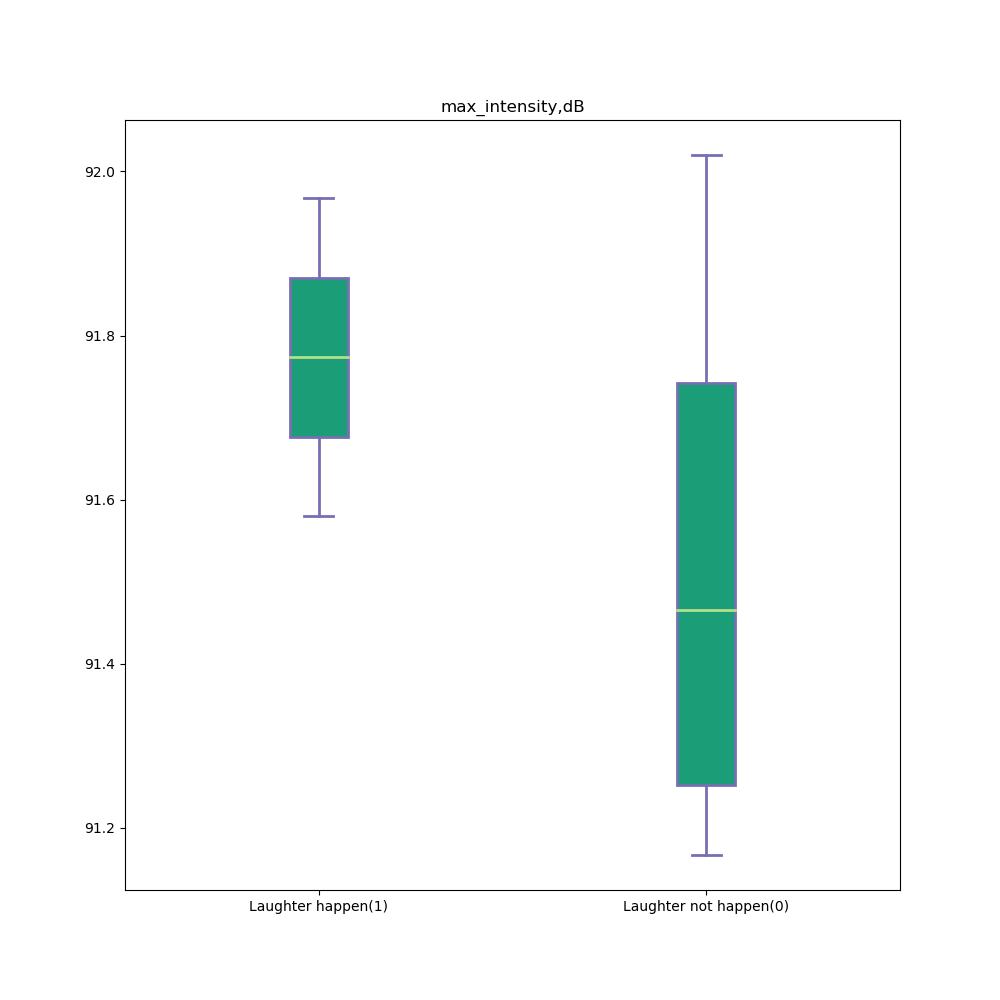 max_intensity,dB
92.0
91.8
91.6
91.4
91.2
Laughter happen(1)
Laughter not happen(0)